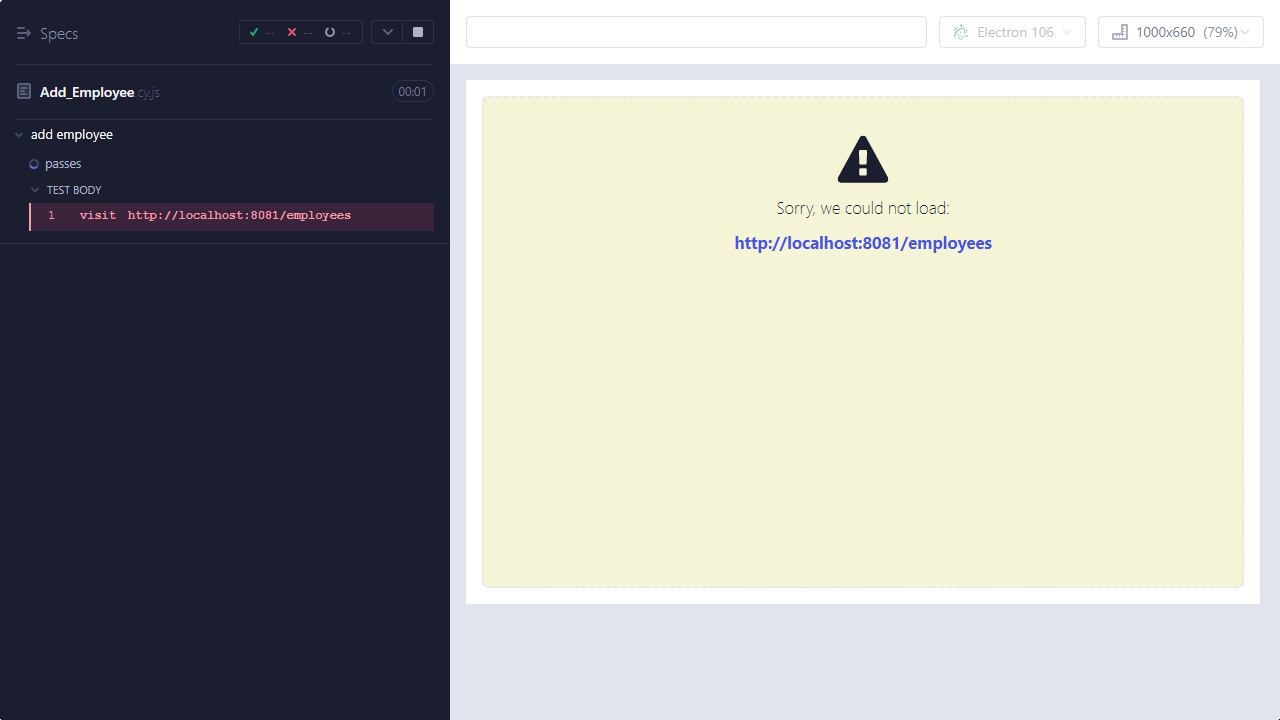 Specs
-- -- --
Add_Employee.cy.js 00:01
add employee
passes
TEST BODY
1 visit http://localhost:8081/employees
Electron 106
1000x660 (79%)
Sorry, we could not load:
http://localhost:8081/employees